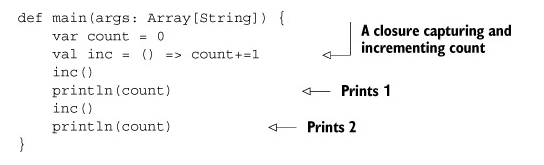 def main(args: Array[String]) {
var count = 0
val inc = () => count+=1
A closure capturing and
incrementing count
inc()
println(count)
Prints 1
inc()
println(count)
Prints 2
}